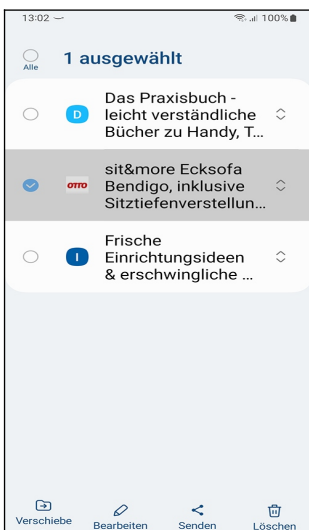 13:02
100%
Alle
1 ausgewählt
D
Das Praxisbuch -
leicht verständliche
Bücher zu Handy, T...
OTTO
sit&more Ecksofa
Bendigo, inklusive
Sitztiefenverstellun...
I
Frische
Einrichtungsideen
& erschwingliche ...
Verschiebe
Bearbeiten
Senden
Löschen